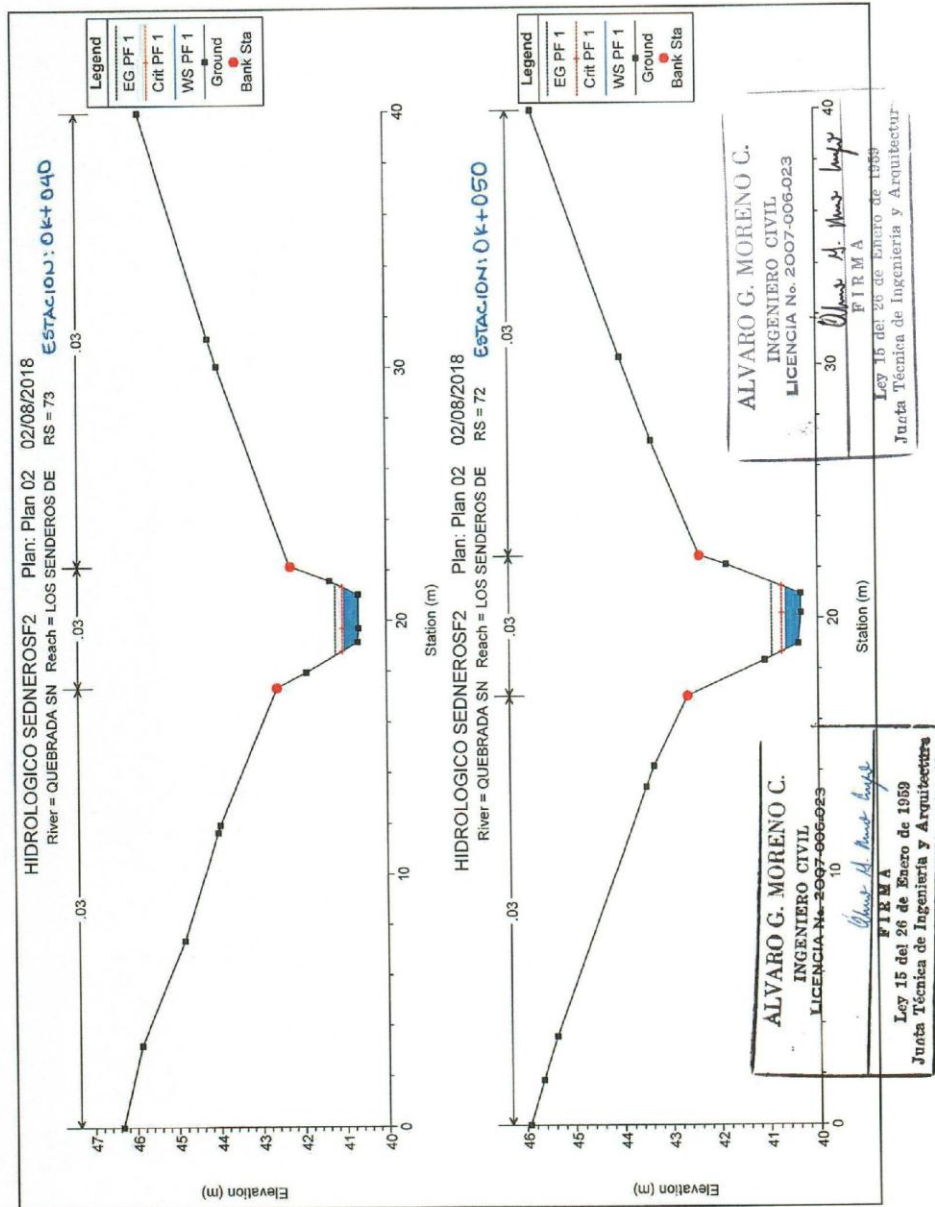 HIDROLOGICO SEDNEROSF2 Plan: Plan 02 02/08/2018
River = QUEBRADA SN Reach = LOS SENDEROS DE RS = 73
ESTACION: 0K+040
.03
.03
.03
Legend
EG PF 1
Crit PF 1
WS PF 1
Ground
Bank Sta
Elevation (m)
47
46
45
44
43
42
41
40
0
10
20
30
40
Station (m)
HIDROLOGICO SEDNEROSF2 Plan: Plan 02 02/08/2018
River = QUEBRADA SN Reach = LOS SENDEROS DE RS = 72
ESTACION: 0K+050
.03
.03
.03
Legend
EG PF 1
Crit PF 1
WS PF 1
Ground
Bank Sta
Elevation (m)
46
45
44
43
42
41
40
0
10
20
30
40
Station (m)
ALVARO G. MORENO C.
INGENIERO CIVIL
LICENCIA No. 2007-006-023
FIRMA
Ley 15 del 26 de Enero de 1959
Junta Técnica de Ingeniería y Arquitectura
ALVARO G. MORENO C.
INGENIERO CIVIL
LICENCIA No. 2007-006-023
FIRMA
Ley 15 del 26 de Enero de 1959
Junta Técnica de Ingeniería y Arquitectur